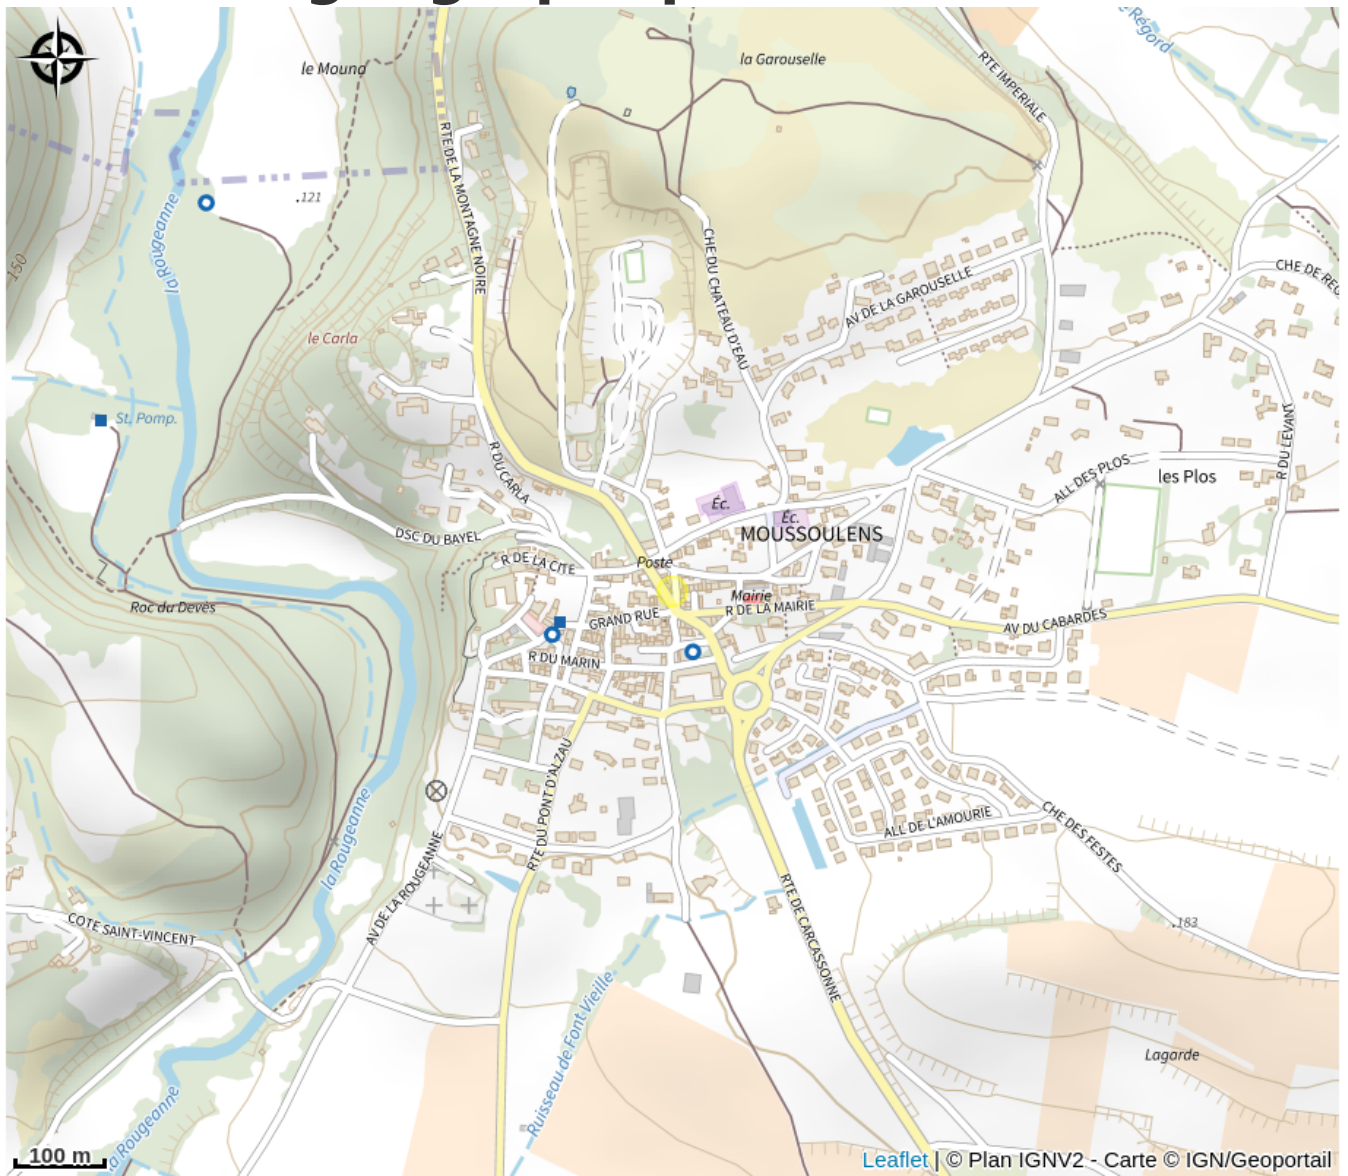 le Mouna
la Garouselle
RTE IMPERIALE
le Régord
RTE DE LA MONTAGNE NOIRE
la Rougeanne
.121
150
CHE DU CHATEAU D'EAU
AV DE LA GAROUSELLE
CHE DE REG
le Carla
St. Pomp.
R DU CARLA
R DU LEVANT
ALL DES PLOS
les Plos
Éc.
Éc.
MOUSSOULENS
DSC DU BAYEL
R DE LA CITE
Poste
Mairie
R DE LA MAIRIE
Roc du Devès
GRAND RUE
AV DU CABARDES
R DU MARIN
RTE DU PONT D'ALZAU
la Rougeanne
ALL DE L'AMOURIE
CHE DES FESTES
AV DE LA ROUGEANNE
RTE DE CARCASSONNE
COTE SAINT-VINCENT
.183
Ruisseau de Font Vieille
Lagarde
la Rougeanne
100 m
Leaflet | © Plan IGNV2 - Carte © IGN/Geoportail